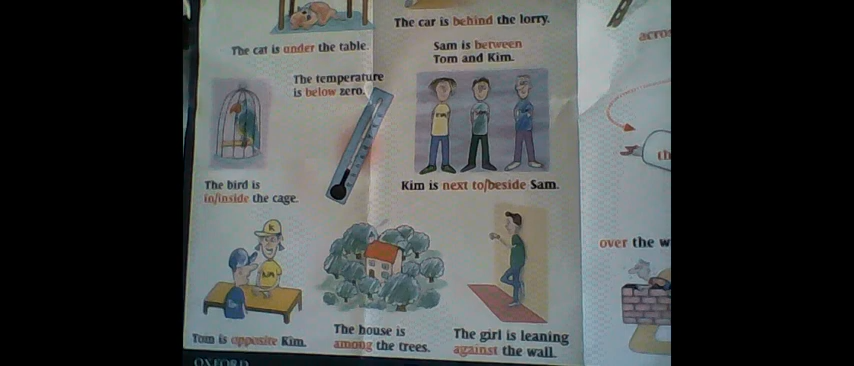 The car is behind the lorry.
The cat is under the table.
Sam is between
Tom and Kim.
The temperature
is below zero.
The bird is
in/inside the cage.
Kim is next to/beside Sam.
over the w
Tom is opposite Kim.
The house is
among the trees.
The girl is leaning
against the wall.
OXFORD